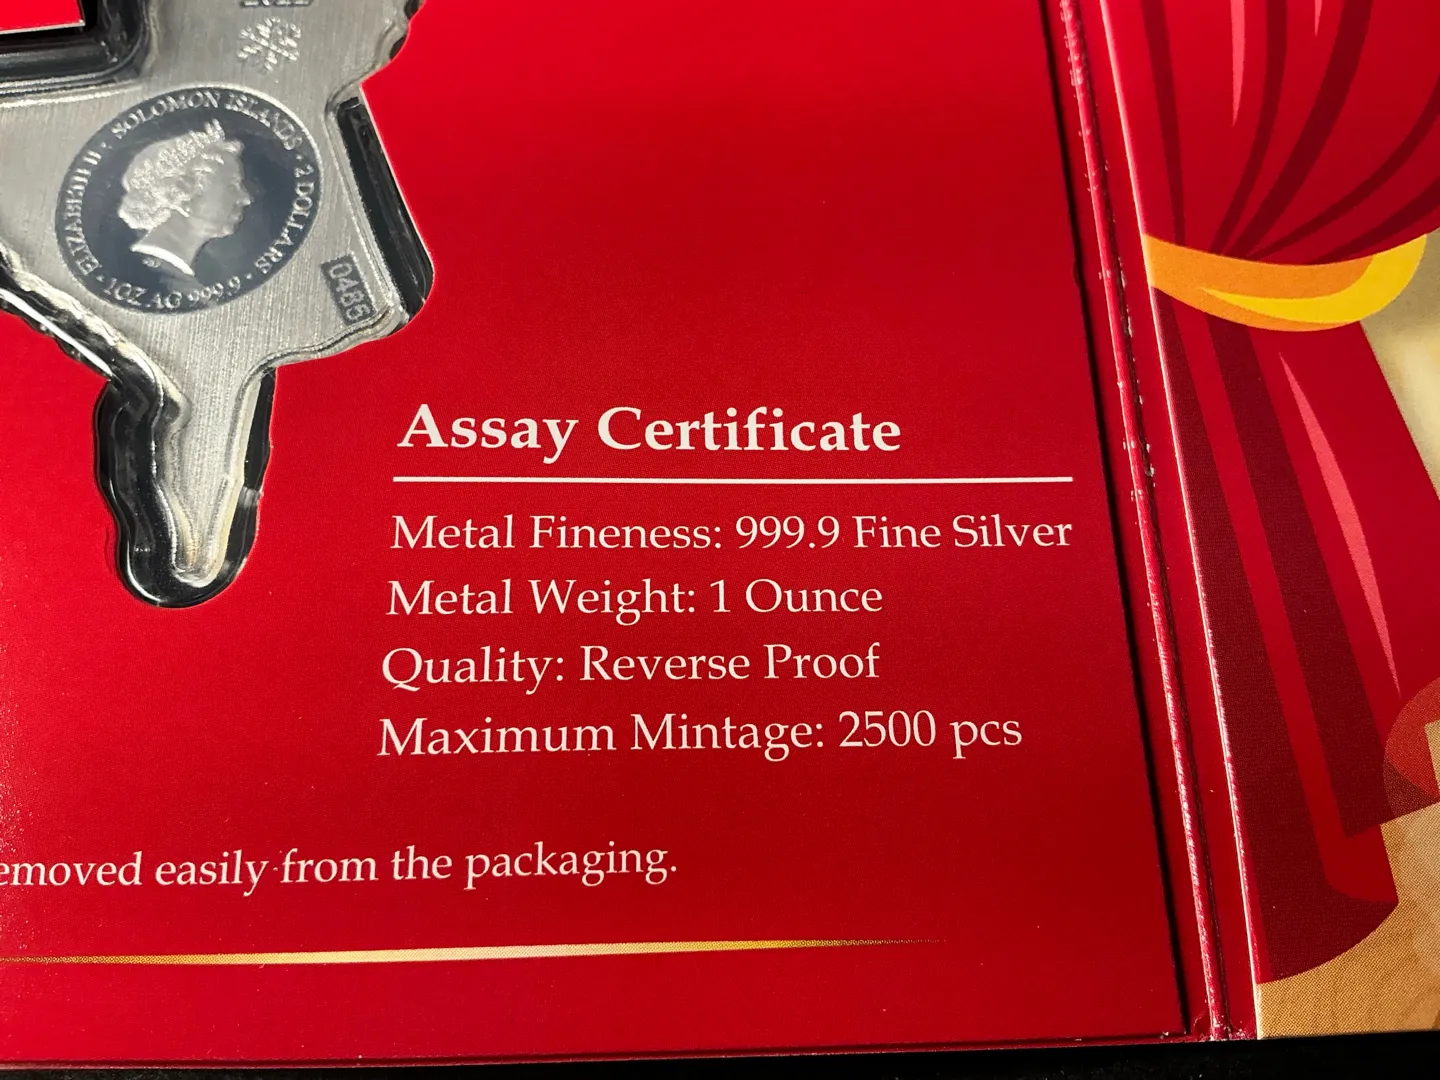 SOLOMON ISLANDS · 2 DOLLARS · 1OZ AG 999.9 · ELIZABETH II ·
0486
Assay Certificate
Metal Fineness: 999.9 Fine Silver
Metal Weight: 1 Ounce
Quality: Reverse Proof
Maximum Mintage: 2500 pcs
emoved easily from the packaging.